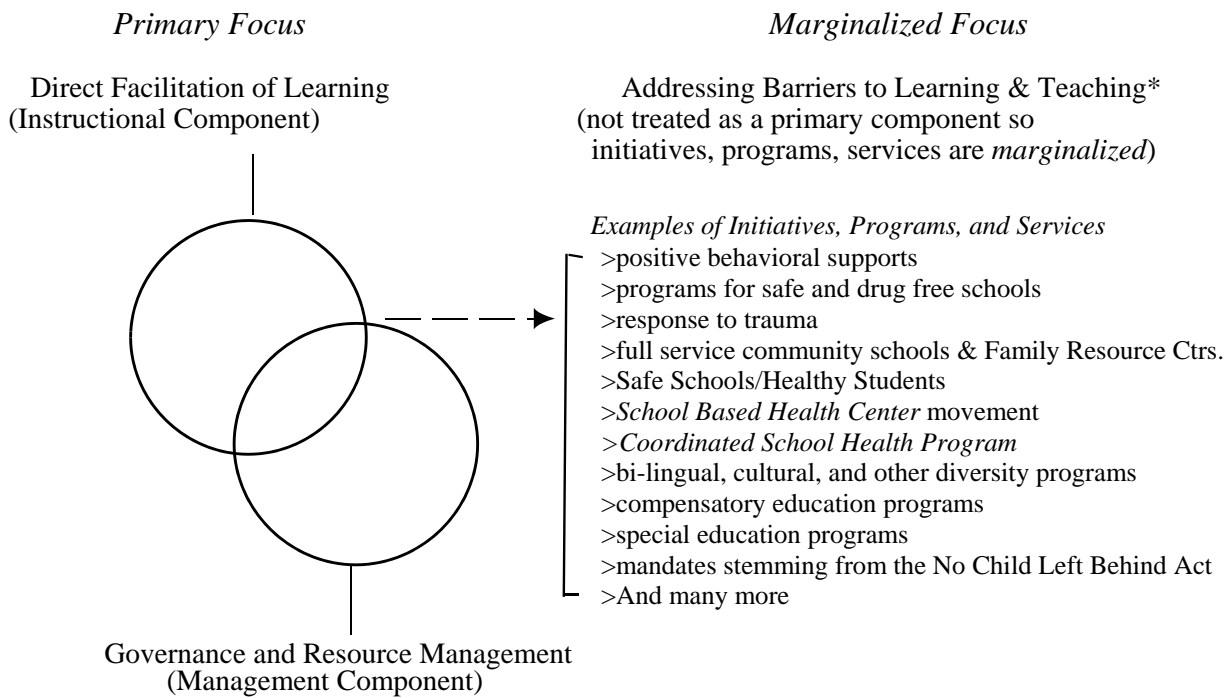 Primary Focus
Marginalized Focus
Direct Facilitation of Learning
(Instructional Component)
Addressing Barriers to Learning & Teaching*
(not treated as a primary component so
initiatives, programs, services are marginalized)
Examples of Initiatives, Programs, and Services
>positive behavioral supports
>programs for safe and drug free schools
>response to trauma
>full service community schools & Family Resource Ctrs.
>Safe Schools/Healthy Students
>School Based Health Center movement
>Coordinated School Health Program
>bi-lingual, cultural, and other diversity programs
>compensatory education programs
>special education programs
>mandates stemming from the No Child Left Behind Act
>And many more
Governance and Resource Management
(Management Component)